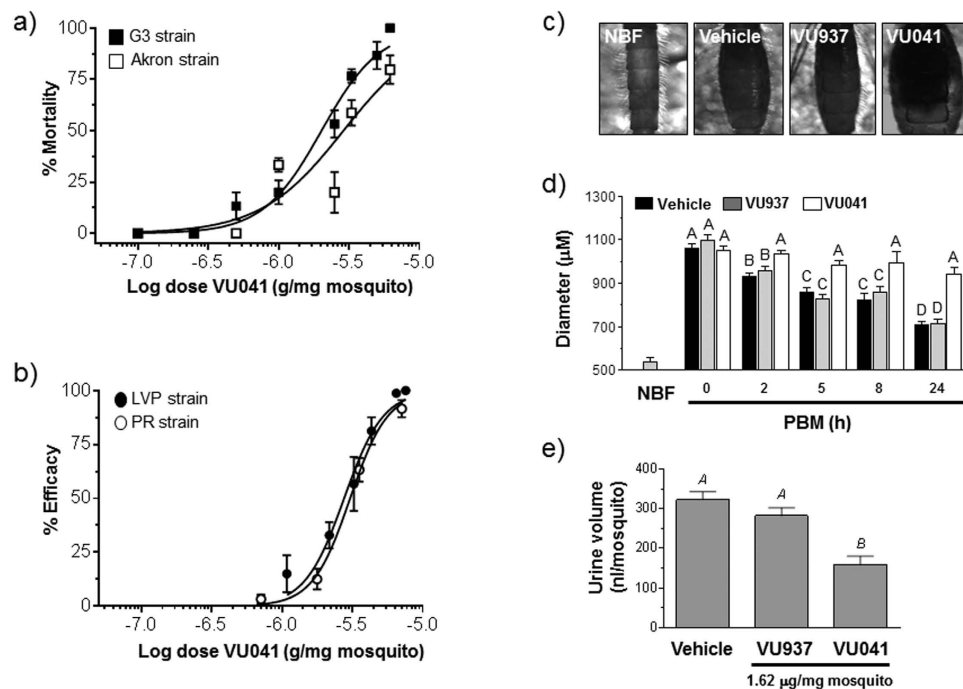 a)
G3 strain
Akron strain
% Mortality
100
75
50
25
0
-7.0 -6.5 -6.0 -5.5 -5.0
Log dose VU041 (g/mg mosquito)
b)
LVP strain
PR strain
% Efficacy
100
75
50
25
0
-7.0 -6.5 -6.0 -5.5 -5.0
Log dose VU041 (g/mg mosquito)
c)
NBF Vehicle VU937 VU041
d)
Vehicle VU937 VU041
Diameter (µM)
1300
1100
900
700
500
A A A
B B A
C C A
C C A
D D A
NBF 0 2 5 8 24
PBM (h)
e)
Urine volume
(nl/mosquito)
400
300
200
100
0
A A B
Vehicle VU937 VU041
1.62 µg/mg mosquito